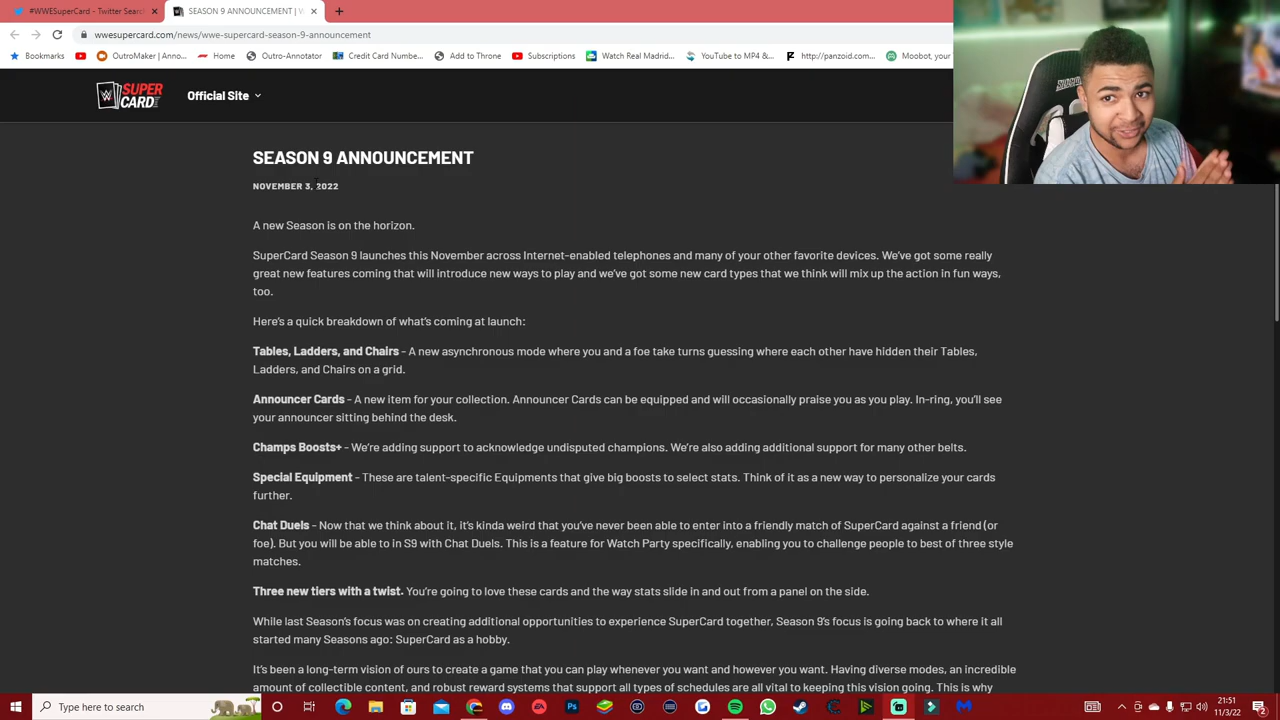 #WWESuperCard - Twitter Searc
SEASON 9 ANNOUNCEMENT | W
wwesupercard.com/news/wwe-supercard-season-9-announcement
Bookmarks
OutroMaker | Anno...
Home
Outro-Annotator
Credit Card Numbe...
Add to Throne
Subscriptions
Watch Real Madrid...
YouTube to MP4 &...
http://panzoid.com...
Moobot, your
W SUPER
CARD
Official Site
SEASON 9 ANNOUNCEMENT
NOVEMBER 3, 2022
A new Season is on the horizon.
SuperCard Season 9 launches this November across Internet-enabled telephones and many of your other favorite devices. We've got some really
great new features coming that will introduce new ways to play and we've got some new card types that we think will mix up the action in fun ways,
too.
Here's a quick breakdown of what's coming at launch:
Tables, Ladders, and Chairs - A new asynchronous mode where you and a foe take turns guessing where each other have hidden their Tables,
Ladders, and Chairs on a grid.
Announcer Cards - A new item for your collection. Announcer Cards can be equipped and will occasionally praise you as you play. In-ring, you'll see
your announcer sitting behind the desk.
Champs Boosts+ - We're adding support to acknowledge undisputed champions. We're also adding additional support for many other belts.
Special Equipment - These are talent-specific Equipments that give big boosts to select stats. Think of it as a new way to personalize your cards
further.
Chat Duels - Now that we think about it, it's kinda weird that you've never been able to enter into a friendly match of SuperCard against a friend (or
foe). But you will be able to in S9 with Chat Duels. This is a feature for Watch Party specifically, enabling you to challenge people to best of three style
matches.
Three new tiers with a twist. You're going to love these cards and the way stats slide in and out from a panel on the side.
While last Season's focus was on creating additional opportunities to experience SuperCard together, Season 9's focus is going back to where it all
started many Seasons ago: SuperCard as a hobby.
It's been a long-term vision of ours to create a game that you can play whenever you want and however you want. Having diverse modes, an incredible
amount of collectible content, and robust reward systems that support all types of schedules are all vital to keeping this vision going. This is why
Type here to search
21:51
11/3/22